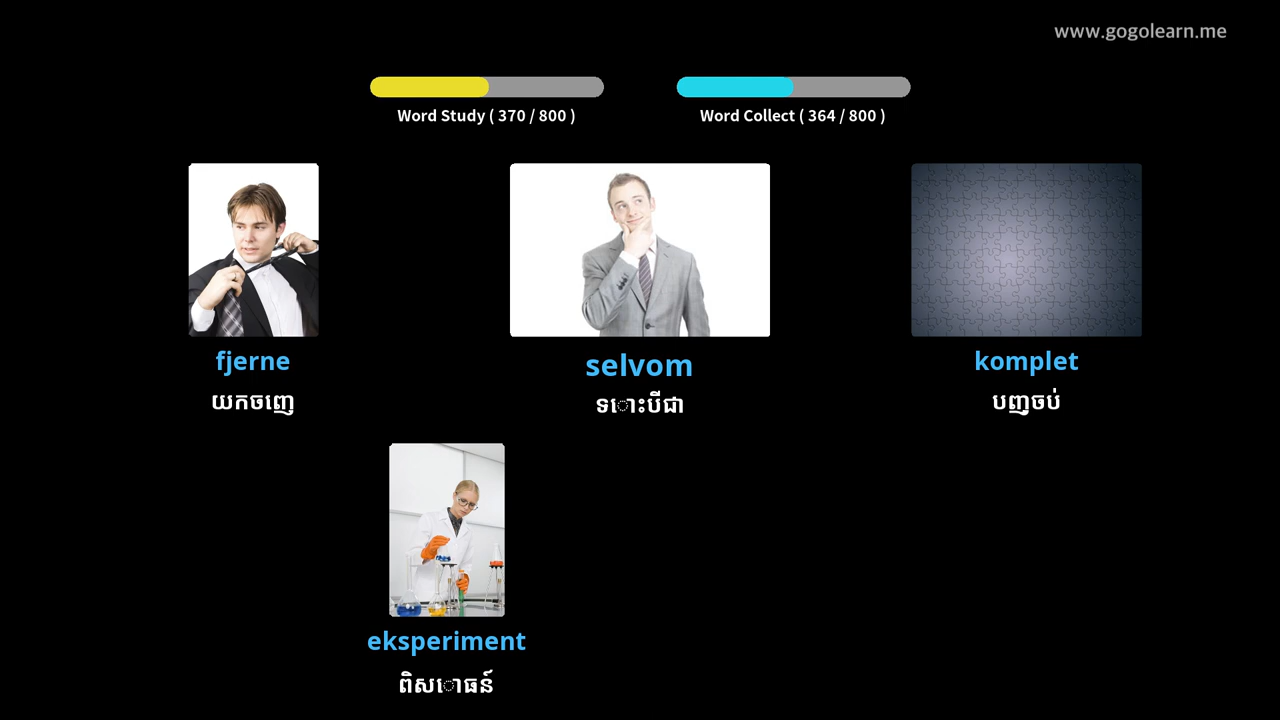 www.gogolearn.me
Word Study ( 370 / 800 )
Word Collect ( 364 / 800 )
fjerne
យកចេញ
selvom
ទោះបីជា
komplet
បញ្ចប់
eksperiment
ពិសោធន៍